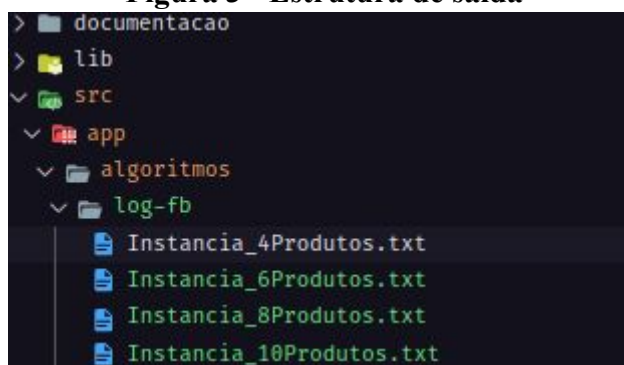 Figura 3 - Estrutura de saída
documentacao
lib
src
app
algoritmos
log-fb
Instancia_4Produtos.txt
Instancia_6Produtos.txt
Instancia_8Produtos.txt
Instancia_10Produtos.txt